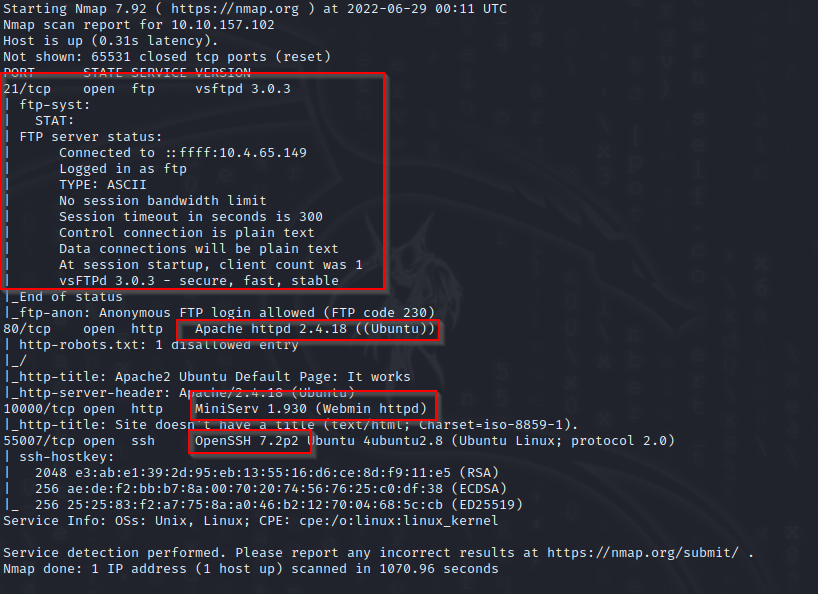 Starting Nmap 7.92 ( https://nmap.org ) at 2022-06-29 00:11 UTC
Nmap scan report for 10.10.157.102
Host is up (0.31s latency).
Not shown: 65531 closed tcp ports (reset)
PORT      STATE SERVICE VERSION
21/tcp    open  ftp     vsftpd 3.0.3
| ftp-syst:
|   STAT:
| FTP server status:
|      Connected to ::ffff:10.4.65.149
|      Logged in as ftp
|      TYPE: ASCII
|      No session bandwidth limit
|      Session timeout in seconds is 300
|      Control connection is plain text
|      Data connections will be plain text
|      At session startup, client count was 1
|      vsFTPd 3.0.3 - secure, fast, stable
|_End of status
|_ftp-anon: Anonymous FTP login allowed (FTP code 230)
80/tcp    open  http    Apache httpd 2.4.18 ((Ubuntu))
| http-robots.txt: 1 disallowed entry
|_/
|_http-title: Apache2 Ubuntu Default Page: It works
|_http-server-header: Apache/2.4.18 (Ubuntu)
10000/tcp open  http    MiniServ 1.930 (Webmin httpd)
|_http-title: Site doesn't have a title (text/html; Charset=iso-8859-1).
55007/tcp open  ssh     OpenSSH 7.2p2 Ubuntu 4ubuntu2.8 (Ubuntu Linux; protocol 2.0)
| ssh-hostkey:
|   2048 e3:ab:e1:39:2d:95:eb:13:55:16:d6:ce:8d:f9:11:e5 (RSA)
|   256 ae:de:f2:bb:b7:8a:00:70:20:74:56:76:25:c0:df:38 (ECDSA)
|_  256 25:25:83:f2:a7:75:8a:a0:46:b2:12:70:04:68:5c:cb (ED25519)
Service Info: OSs: Unix, Linux; CPE: cpe:/o:linux:linux_kernel
Service detection performed. Please report any incorrect results at https://nmap.org/submit/ .
Nmap done: 1 IP address (1 host up) scanned in 1070.96 seconds